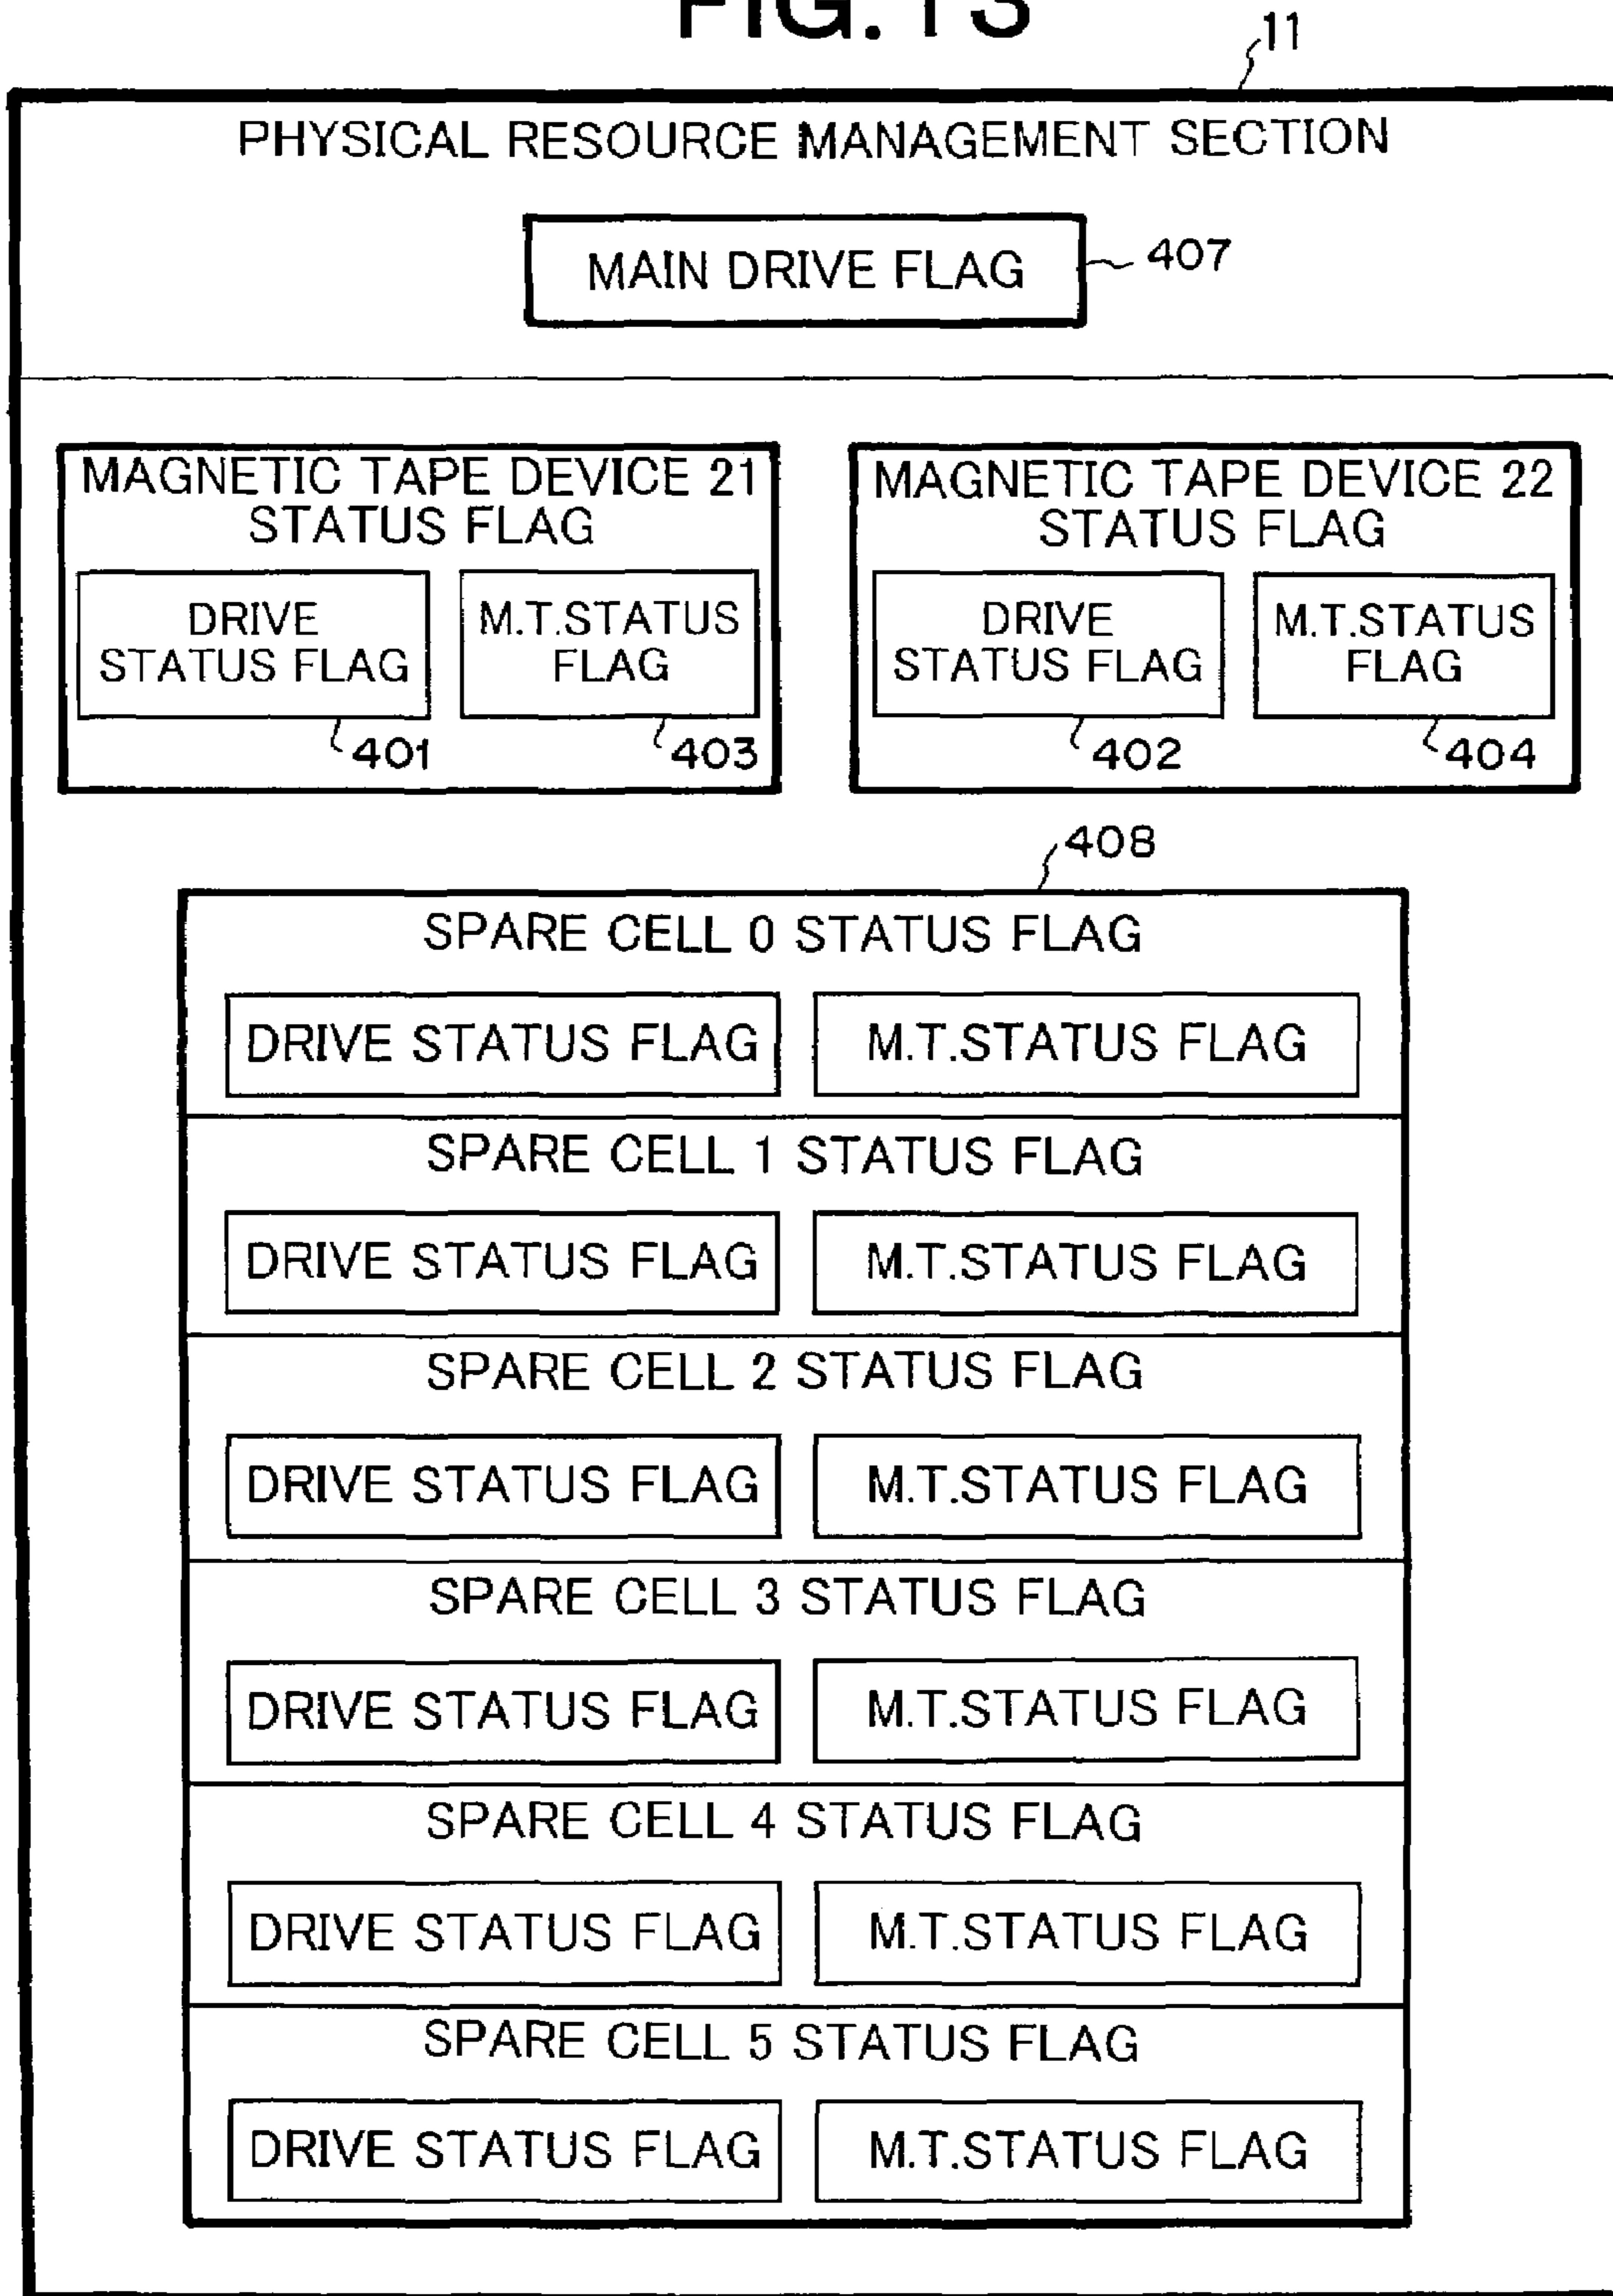 FIG.13
11
PHYSICAL RESOURCE MANAGEMENT SECTION
MAIN DRIVE FLAG
407
MAGNETIC TAPE DEVICE 21
STATUS FLAG
DRIVE
STATUS FLAG
401
M.T.STATUS
FLAG
403
MAGNETIC TAPE DEVICE 22
STATUS FLAG
DRIVE
STATUS FLAG
402
M.T.STATUS
FLAG
404
408
SPARE CELL 0 STATUS FLAG
DRIVE STATUS FLAG
M.T.STATUS FLAG
SPARE CELL 1 STATUS FLAG
DRIVE STATUS FLAG
M.T.STATUS FLAG
SPARE CELL 2 STATUS FLAG
DRIVE STATUS FLAG
M.T.STATUS FLAG
SPARE CELL 3 STATUS FLAG
DRIVE STATUS FLAG
M.T.STATUS FLAG
SPARE CELL 4 STATUS FLAG
DRIVE STATUS FLAG
M.T.STATUS FLAG
SPARE CELL 5 STATUS FLAG
DRIVE STATUS FLAG
M.T.STATUS FLAG